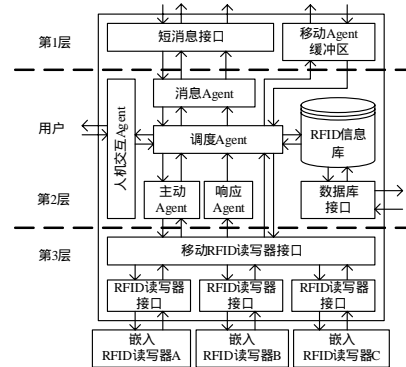 第1层
短消息接口
移动Agent
缓冲区
消息Agent
用户
人机交互Agent
调度Agent
RFID信息
库
第2层
主动
Agent
响应
Agent
数据库
接口
第3层
移动RFID读写器接口
RFID读写器
接口
RFID读写器
接口
RFID读写器
接口
嵌入
RFID读写器A
嵌入
RFID读写器B
嵌入
RFID读写器C